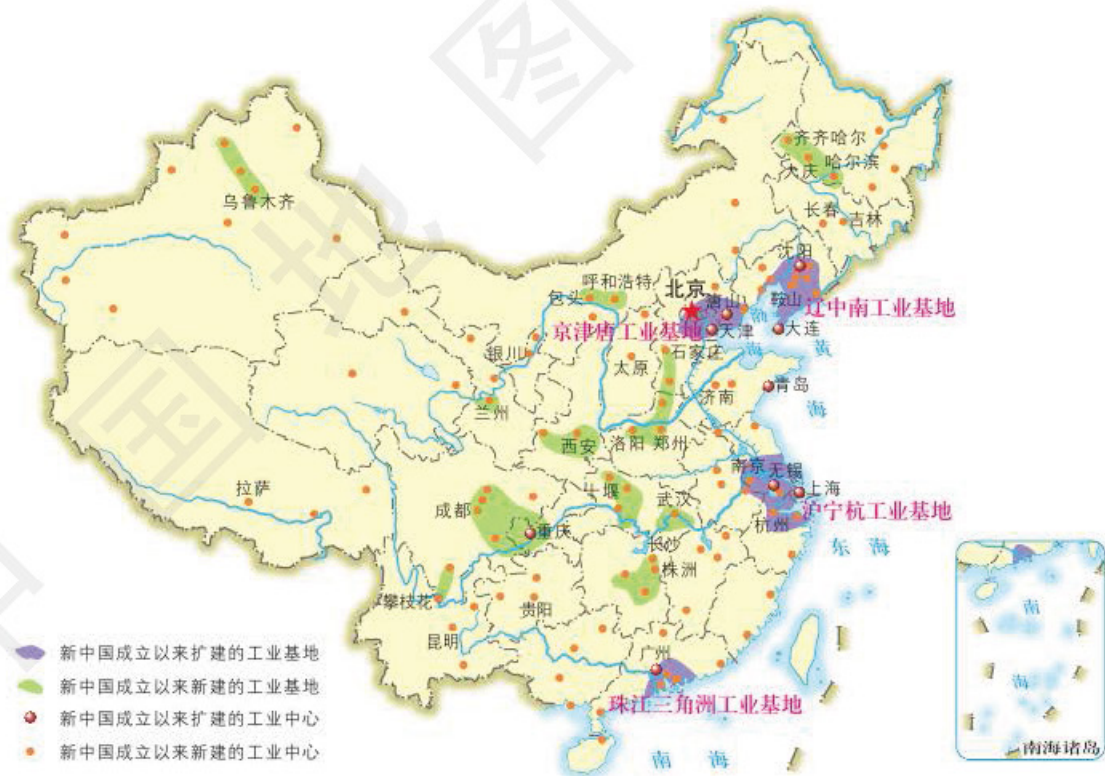 齐齐哈尔
大庆
哈尔滨
长春
吉林
乌鲁木齐
沈阳
呼和浩特
包头
北京
唐山
鞍山
辽中南工业基地
京津唐工业基地
天津
大连
渤
海
黄
海
银川
太原
石家庄
济南
青岛
兰州
西安
洛阳
郑州
南京
无锡
上海
拉萨
成都
十堰
武汉
沪宁杭工业基地
杭州
重庆
长沙
东 海
株洲
攀枝花
贵阳
昆明
广州
珠江三角洲工业基地
南 海
新中国成立以来扩建的工业基地
新中国成立以来新建的工业基地
新中国成立以来扩建的工业中心
新中国成立以来新建的工业中心
南
海
南海诸岛
图
地
国